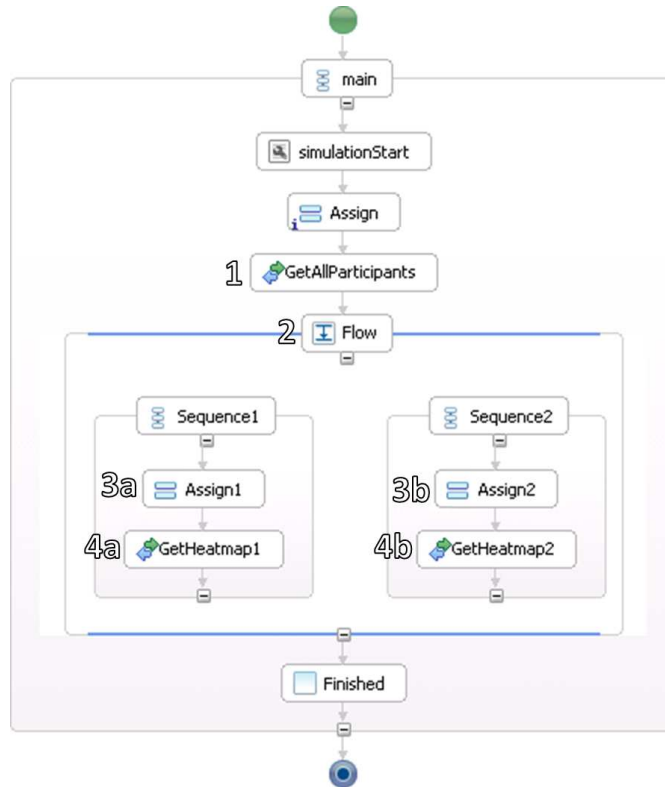 main
simulationStart
i Assign
1 GetAllParticipants
2 Flow
Sequence1 Sequence2
3a Assign1 3b Assign2
4a GetHeatmap1 4b GetHeatmap2
Finished